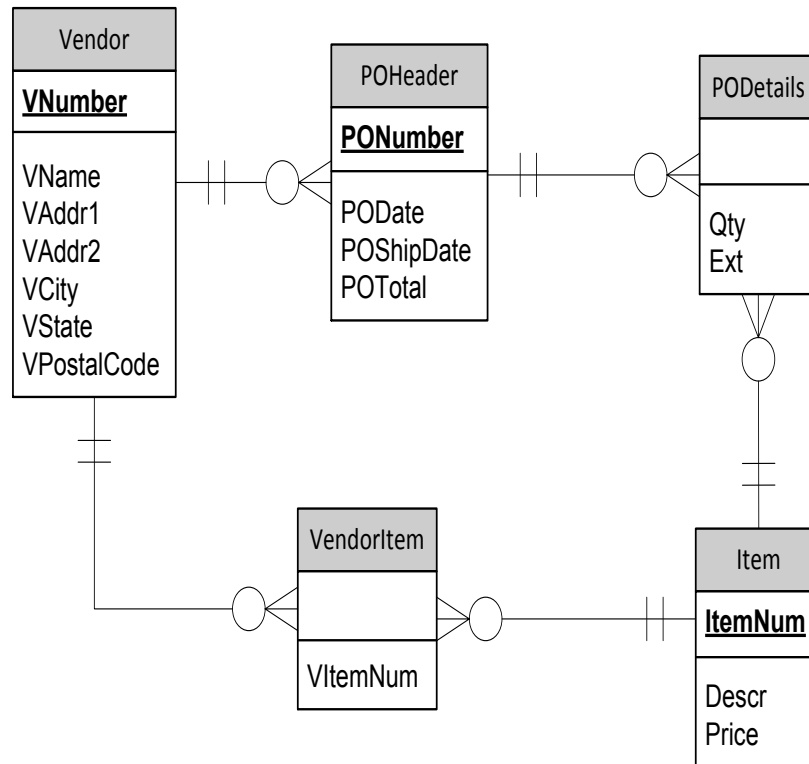 Vendor
VNumber
VName
VAddr1
VAddr2
VCity
VState
VPostalCode
POHeader
PONumber
PODate
POShipDate
POTotal
PODetails
Qty
Ext
VendorItem
VItemNum
Item
ItemNum
Descr
Price